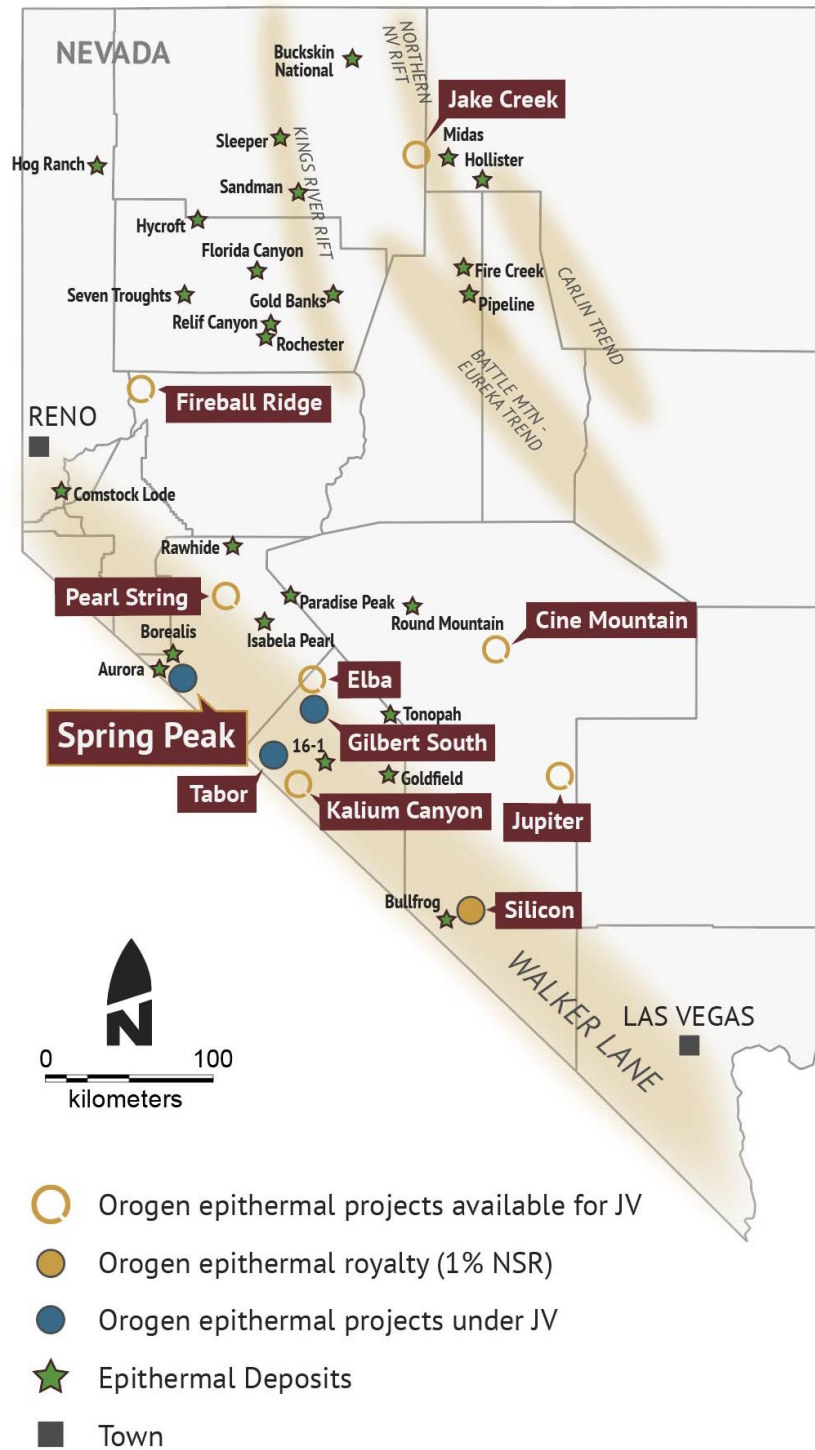 NEVADA
Buckskin
National
NORTHERN
NV RIFT
Jake Creek
Midas
Sleeper
Hollister
Hog Ranch
KINGS RIVER RIFT
Sandman
Hycroft
Florida Canyon
Fire Creek
CARLIN TREND
Seven Troughts
Gold Banks
Pipeline
Relif Canyon
Rochester
BATTLE MTN -
EUREKA TREND
Fireball Ridge
RENO
Comstock Lode
Rawhide
Pearl String
Paradise Peak
Round Mountain
Cine Mountain
Isabela Pearl
Borealis
Aurora
Elba
Spring Peak
Tonopah
Gilbert South
16-1
Goldfield
Tabor
Kalium Canyon
Jupiter
Bullfrog
Silicon
WALKER LANE
LAS VEGAS
N
0 100
kilometers
Orogen epithermal projects available for JV
Orogen epithermal royalty (1% NSR)
Orogen epithermal projects under JV
Epithermal Deposits
Town